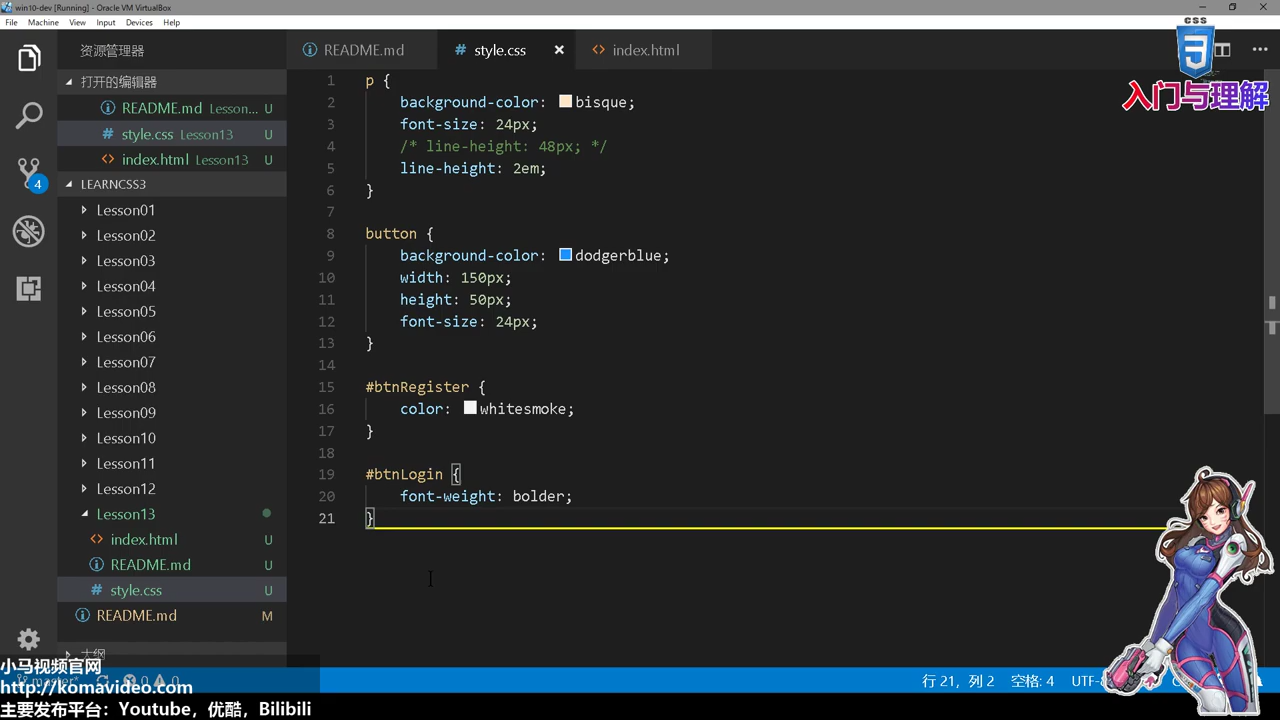 win10-dev [Running] - Oracle VM VirtualBox
File Machine View Input Devices Help
资源管理器
README.md
style.css
index.html
CSS
入门与理解
打开的编辑器
README.md Lesson... U
style.css Lesson13 U
index.html Lesson13 U
LEARNCSS3
Lesson01
Lesson02
Lesson03
Lesson04
Lesson05
Lesson06
Lesson07
Lesson08
Lesson09
Lesson10
Lesson11
Lesson12
Lesson13
index.html U
README.md U
style.css U
README.md M
大纲
4
1 p {
2 background-color: bisque;
3 font-size: 24px;
4 /* line-height: 48px; */
5 line-height: 2em;
6 }
7
8 button {
9 background-color: dodgerblue;
10 width: 150px;
11 height: 50px;
12 font-size: 24px;
13 }
14
15 #btnRegister {
16 color: whitesmoke;
17 }
18
19 #btnLogin {
20 font-weight: bolder;
21 }
小马视频官网
http://komavideo.com
主要发布平台：Youtube，优酷，Bilibili
master* 0 0
行 21，列 2 空格: 4